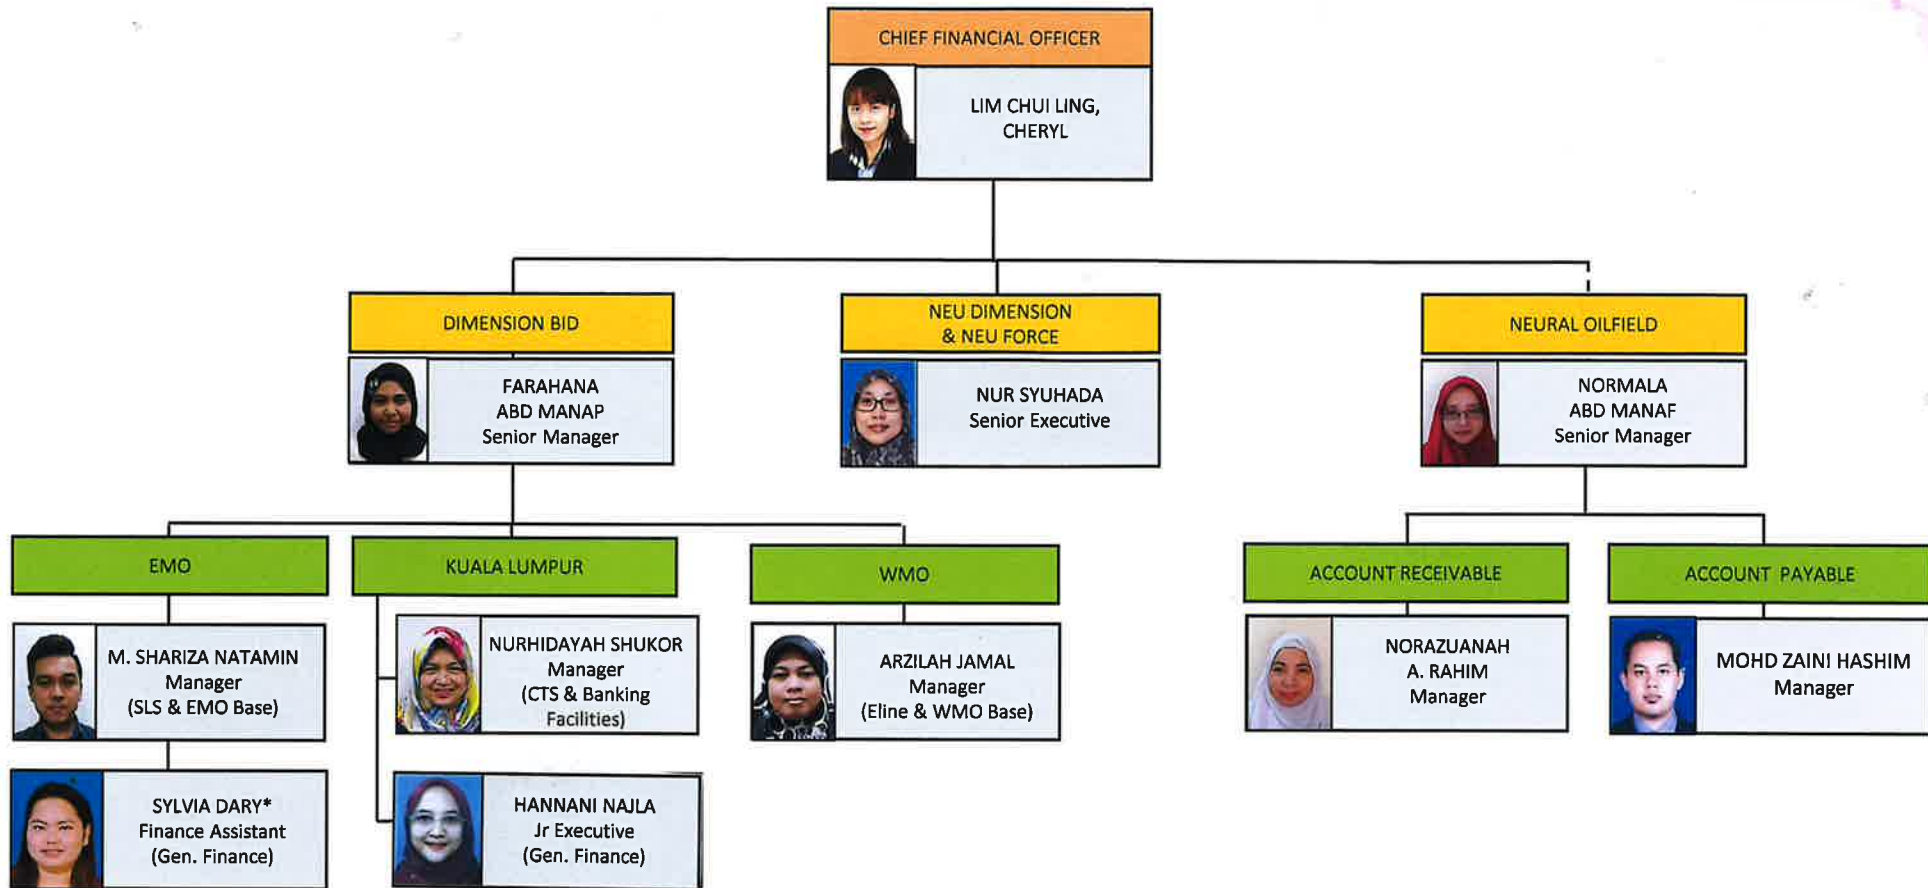 CHIEF FINANCIAL OFFICER
LIM CHUI LING,
CHERYL
DIMENSION BID
FARAHANA
ABD MANAP
Senior Manager
NEU DIMENSION
& NEU FORCE
NUR SYUHADA
Senior Executive
NEURAL OILFIELD
NORMALA
ABD MANAF
Senior Manager
EMO
M. SHARIZA NATAMIN
Manager
(SLS & EMO Base)
SYLVIA DARY*
Finance Assistant
(Gen. Finance)
KUALA LUMPUR
NURHIDAYAH SHUKOR
Manager
(CTS & Banking
Facilities)
HANNANI NAJLA
Jr Executive
(Gen. Finance)
WMO
ARZILAH JAMAL
Manager
(Eline & WMO Base)
ACCOUNT RECEIVABLE
NORAZUANAH
A. RAHIM
Manager
ACCOUNT PAYABLE
MOHD ZAINI HASHIM
Manager